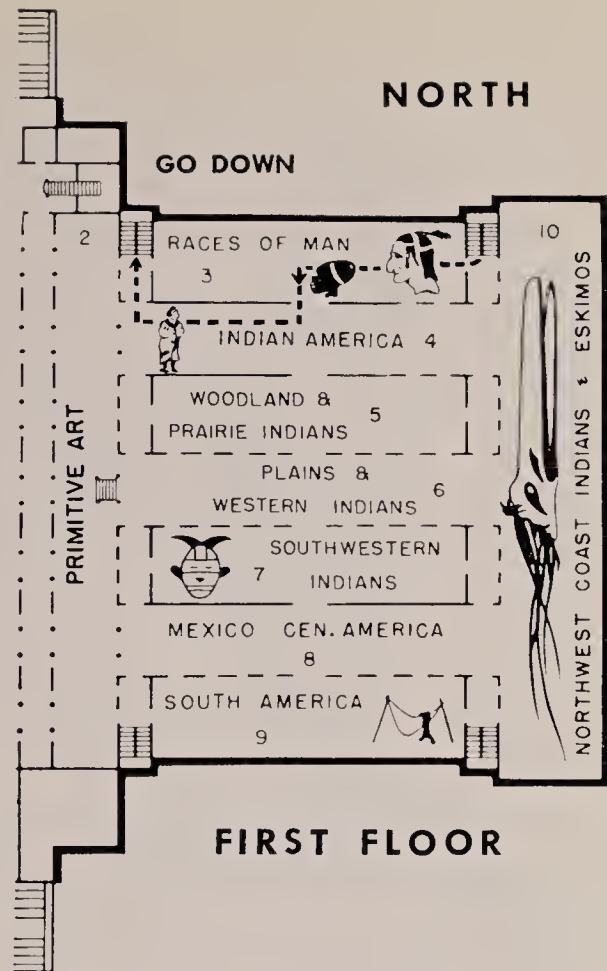 NORTH
GO DOWN
2
RACES OF MAN
3
10
INDIAN AMERICA 4
WOODLAND &
PRAIRIE INDIANS 5
PLAINS &
WESTERN INDIANS 6
PRIMITIVE ART
SOUTHWESTERN
7 INDIANS
MEXICO CEN. AMERICA
8
SOUTH AMERICA
9
NORTHWEST COAST INDIANS & ESKIMOS
FIRST FLOOR